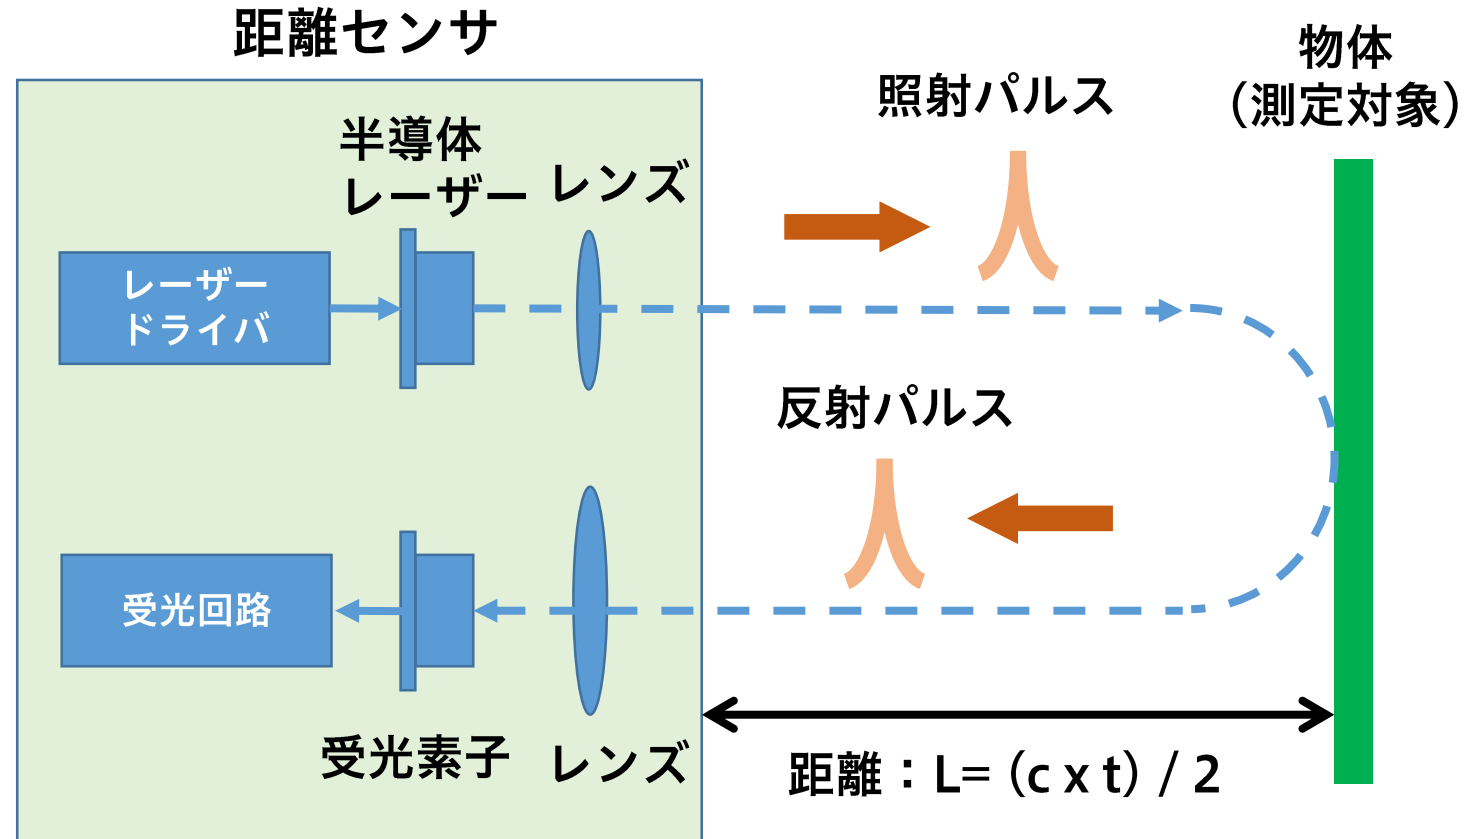 距離センサ
物体
（測定対象）
照射パルス
半導体
レーザー
レンズ
レーザー
ドライバ
反射パルス
受光回路
受光素子
レンズ
距離：L= (c x t) / 2